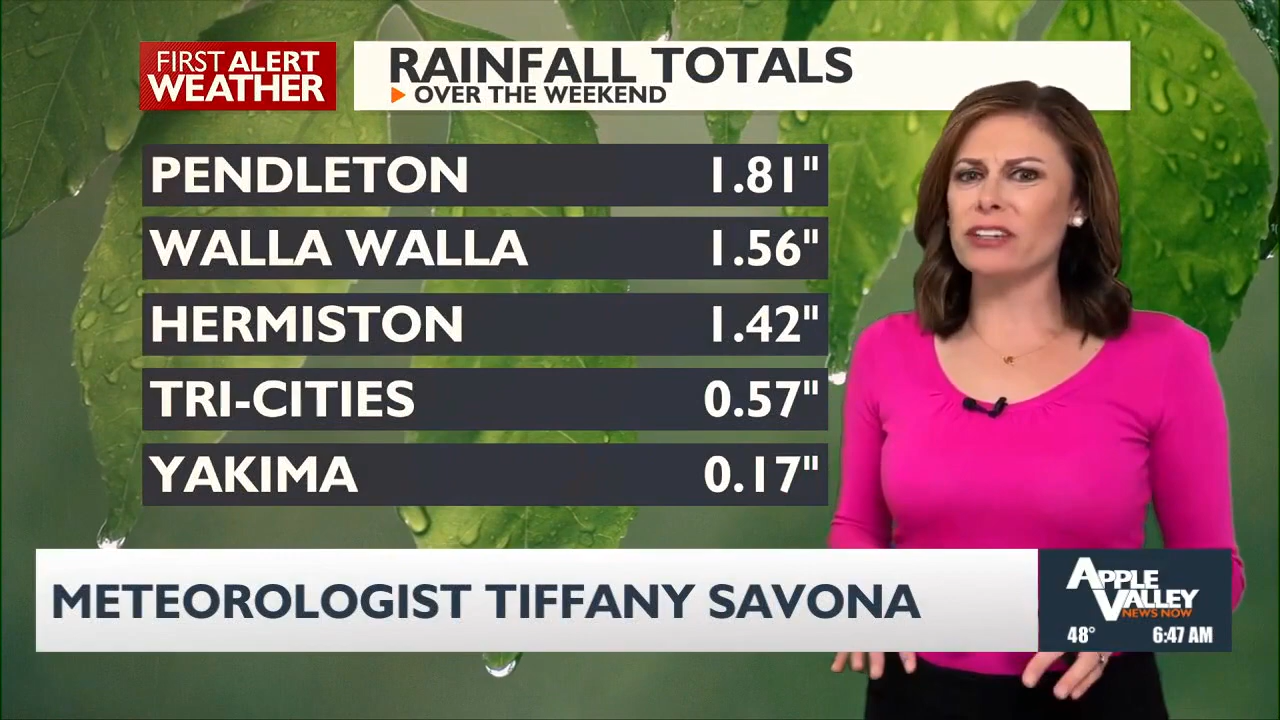 FIRST ALERT
WEATHER
RAINFALL TOTALS
OVER THE WEEKEND
PENDLETON 1.81"
WALLA WALLA 1.56"
HERMISTON 1.42"
TRI-CITIES 0.57"
YAKIMA 0.17"
METEOROLOGIST TIFFANY SAVONA
APPLE
VALLEY
NEWS NOW
48° 6:47 AM